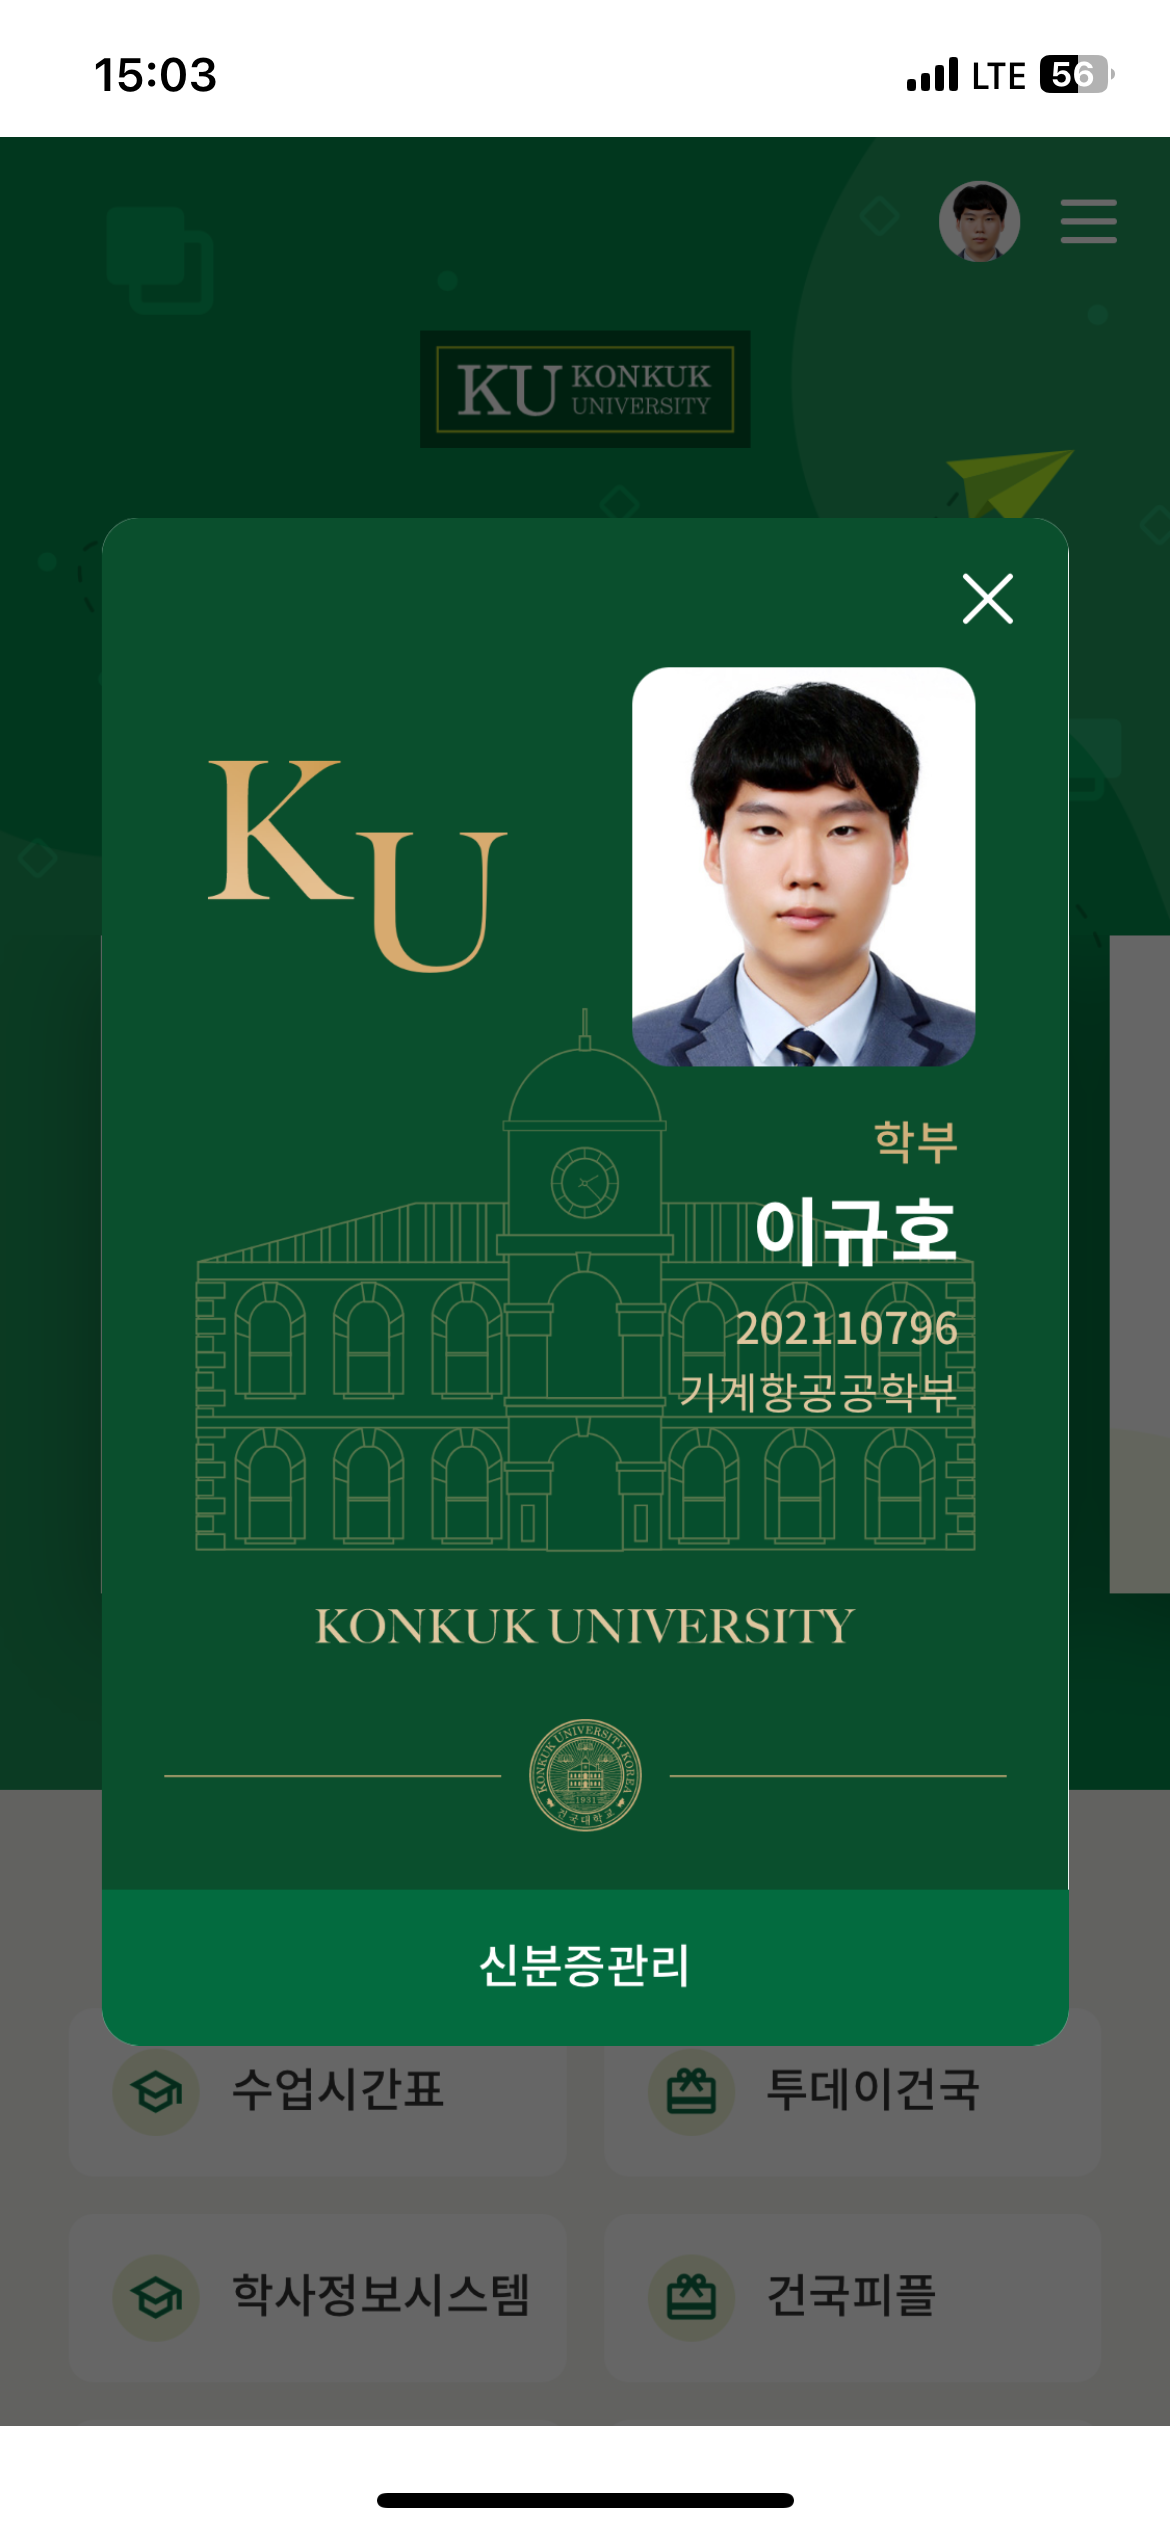 15:03
LTE 56
KU KONKUK
UNIVERSITY
KU
학부
이규호
202110796
기계항공공학부
KONKUK UNIVERSITY
KONKUK UNIVERSITY KOREA
1931
건국대학교
신분증관리
수업시간표
투데이건국
학사정보시스템
건국피플